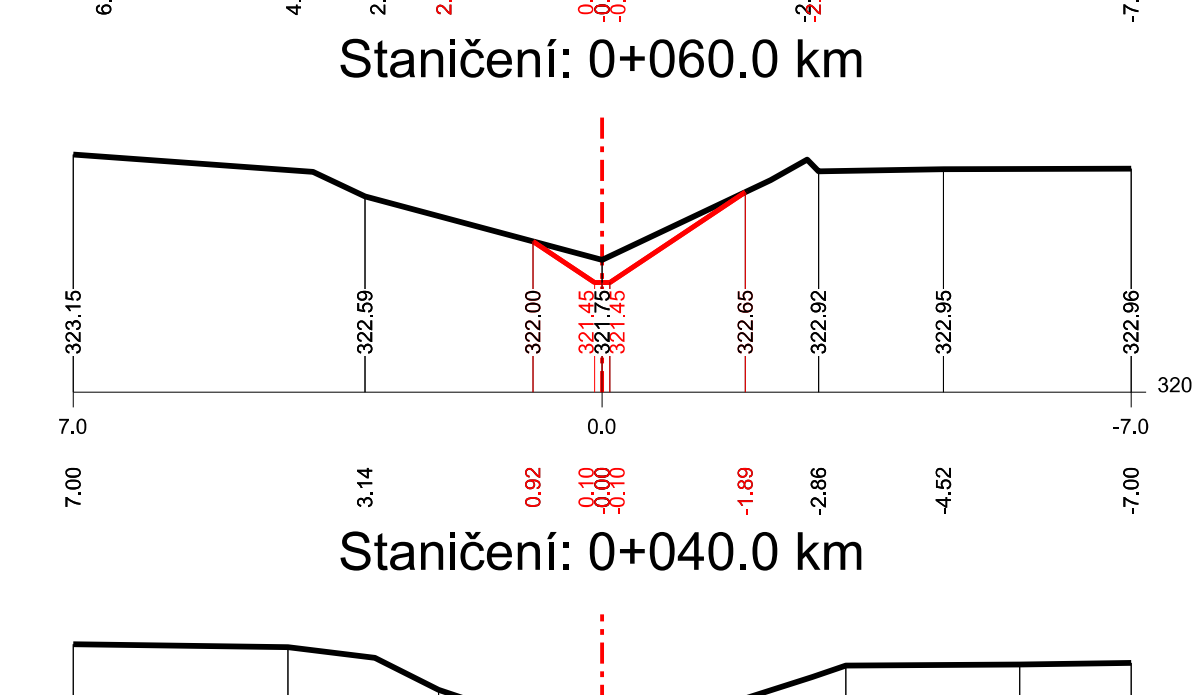 Staničení: 0+060.0 km
323.15 322.59 322.00 321.45 321.75 321.45 322.65 322.92 322.95 322.96
320
7.0 0.0 -7.0
7.00 3.14 0.92 0.10 -0.00 -0.10 -1.89 -2.86 -4.52 -7.00
Staničení: 0+040.0 km